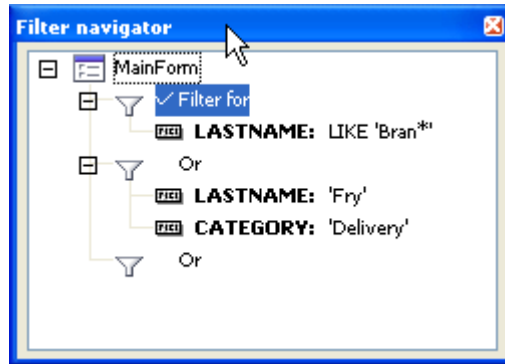 Filter navigator
MainForm
✓ Filter for
LASTNAME: LIKE 'Bran*'
Or
LASTNAME: 'Fry'
CATEGORY: 'Delivery'
Or